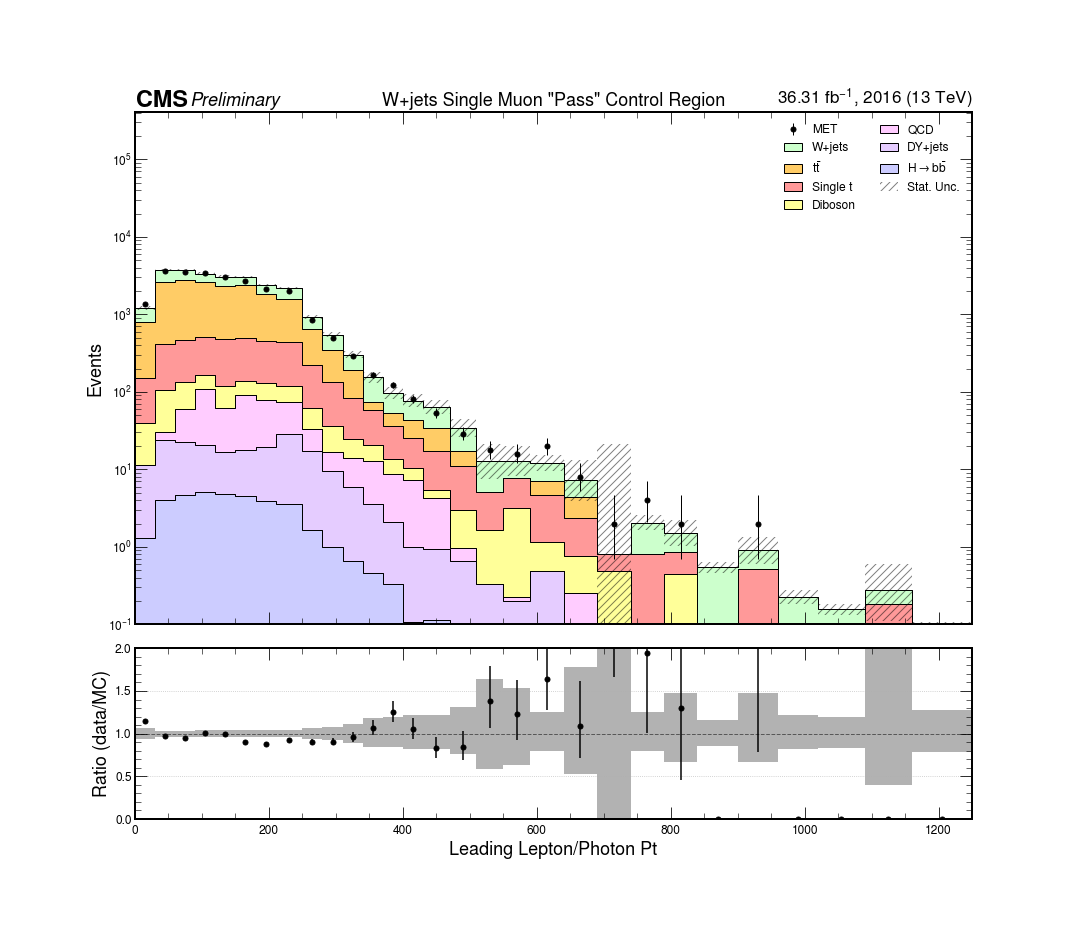 CMS Preliminary W+jets Single Muon "Pass" Control Region 36.31 fb⁻¹, 2016 (13 TeV)
MET QCD
W+jets DY+jets
tt̄ H→bb̄
Single t Stat. Unc.
Diboson
10⁵
10⁴
10³
10²
10¹
10⁰
10⁻¹
Events
2.0
1.5
1.0
0.5
0.0
Ratio (data/MC)
0 200 400 600 800 1000 1200
Leading Lepton/Photon Pt